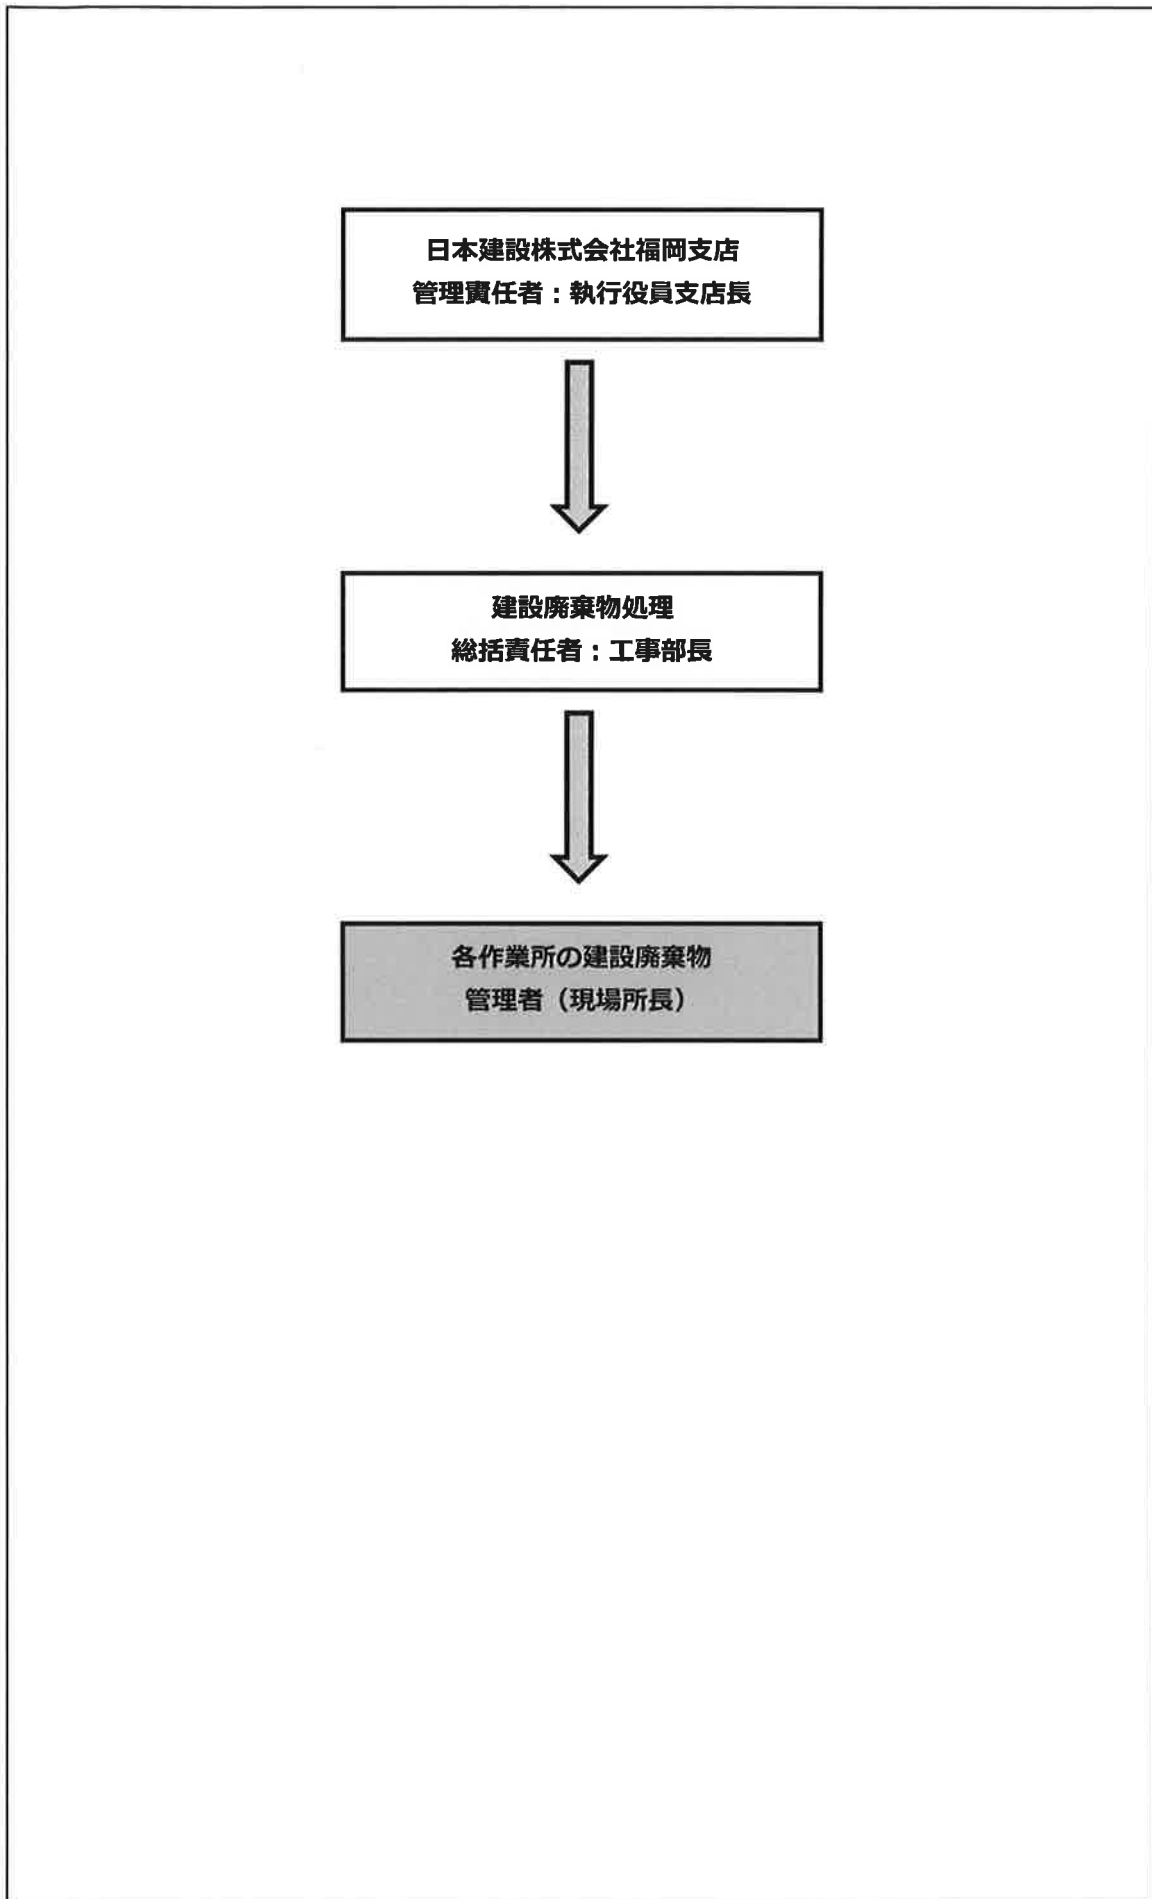 日本建設株式会社福岡支店
管理責任者：執行役員支店長
建設廃棄物処理
総括責任者：工事部長
各作業所の建設廃棄物
管理者（現場所長）